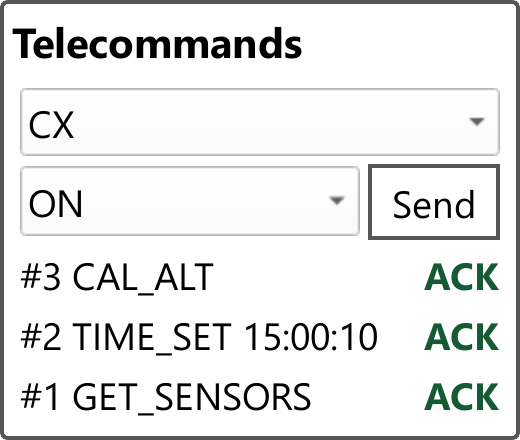 Telecommands
CX
ON Send
#3 CAL_ALT ACK
#2 TIME_SET 15:00:10 ACK
#1 GET_SENSORS ACK